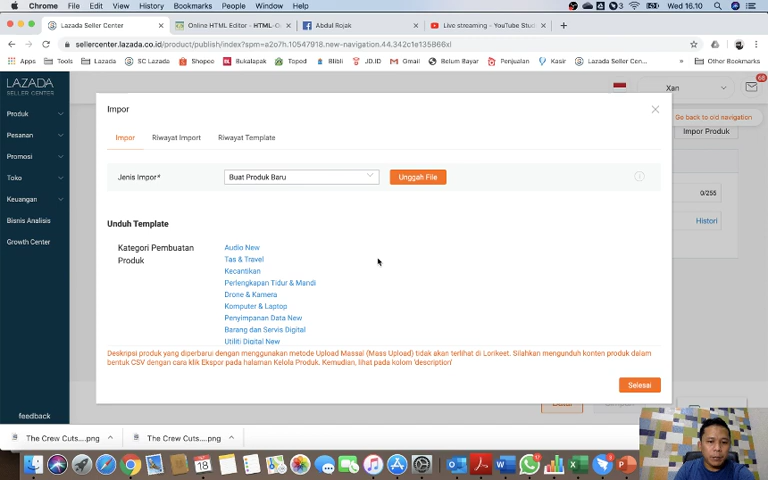 Chrome File Edit View History Bookmarks People Window Help
Wed 16.10
Lazada Seller Center
Online HTML Editor - HTML-O
Abdul Rojak
Live streaming - YouTube Stud
sellercenter.lazada.co.id/product/publish/index?spm=a2o7h.10547918.new-navigation.44.342c1e135866xl
Apps Tools Lazada SC Lazada Shopee Bukalapak Topod Blibli JD.ID Gmail Belum Bayar Penjualan Kasir Lazada Seller Cen... Other Bookmarks
LAZADA
SELLER CENTER
Xan
68
Go back to old navigation
Impor Produk
0/255
Histori
Produk
Pesanan
Promosi
Toko
Keuangan
Bisnis Analisis
Growth Center
feedback
Impor
Impor Riwayat Import Riwayat Template
Jenis Impor*
Buat Produk Baru
Unggah File
Unduh Template
Kategori Pembuatan
Produk
Audio New
Tas & Travel
Kecantikan
Perlengkapan Tidur & Mandi
Drone & Kamera
Komputer & Laptop
Penyimpanan Data New
Barang dan Servis Digital
Utiliti Digital New
Deskripsi produk yang diperbarui dengan menggunakan metode Upload Massal (Mass Upload) tidak akan terlihat di Lorikeet. Silahkan mengunduh konten produk dalam
bentuk CSV dengan cara klik Ekspor pada halaman Kelola Produk. Kemudian, lihat pada kolom 'description'
Selesai
The Crew Cuts....png
The Crew Cuts....png
18